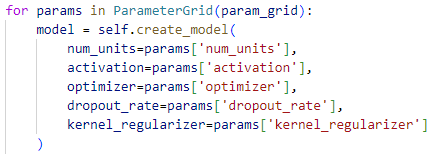 for params in ParameterGrid(param_grid):
    model = self.create_model(
        num_units=params['num_units'],
        activation=params['activation'],
        optimizer=params['optimizer'],
        dropout_rate=params['dropout_rate'],
        kernel_regularizer=params['kernel_regularizer']
    )